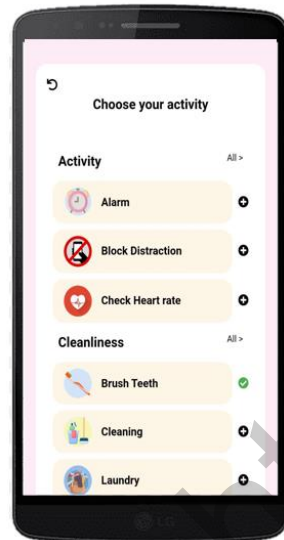 Choose your activity
Activity
All >
Alarm
Block Distraction
Check Heart rate
Cleanliness
All >
Brush Teeth
Cleaning
Laundry
LG